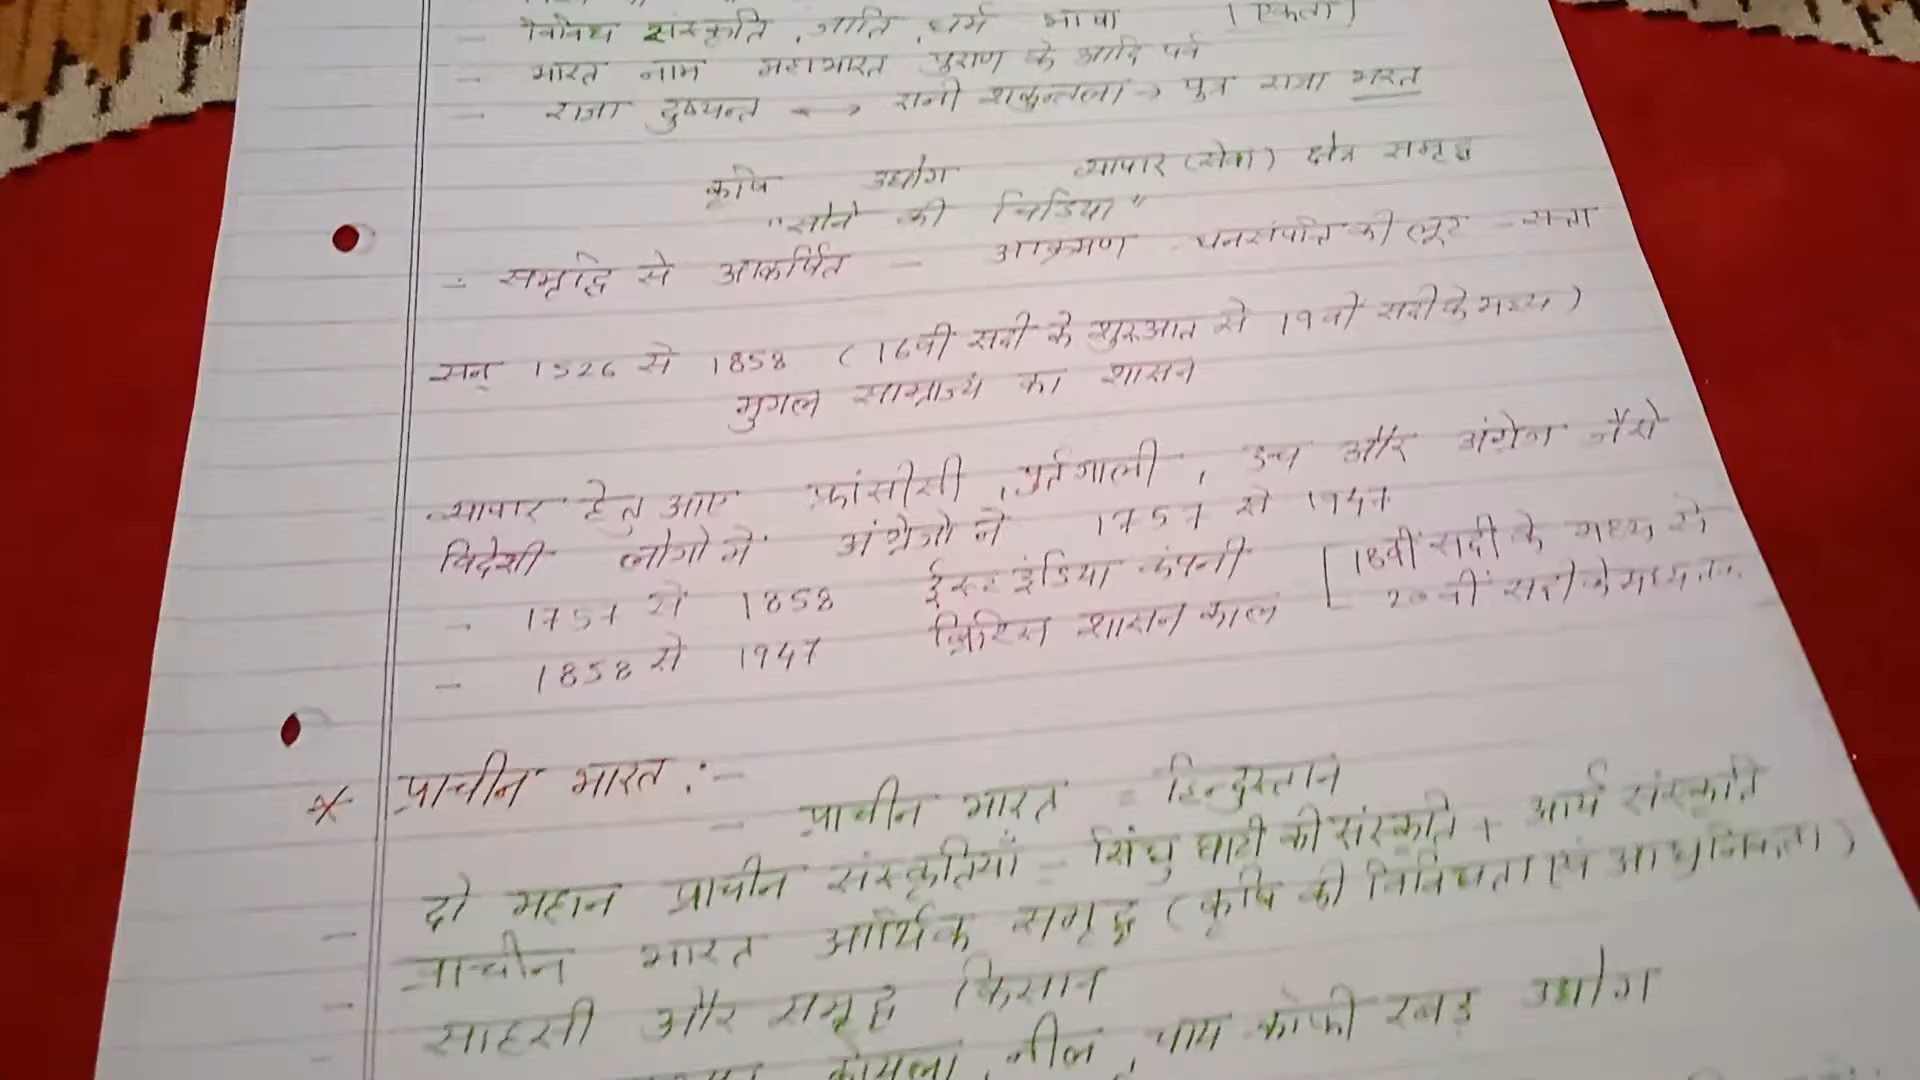 - विविध संस्कृति, जाति, धर्म भाषा (एकता)
- भारत नाम महाभारत पुराण के आदि पर्व
- राजा दुष्यन्त <-> रानी शकुन्तला -> पुत्र राजा भरत
कृषि उद्योग व्यापार (सेवा) क्षेत्र समृद्ध
"सोने की चिडिया"
- समृद्धि से आकर्षित - आक्रमण - धनसंपत्ति की लूट - सत्ता
सन् 1526 से 1858 (16वी सदी के शुरुआत से 19वी सदी के मध्य)
मुगल साम्राज्य का शासन
व्यापार हेतु आए फ्रांसीसी, पुर्तगाली, डच और अंग्रेज जैसे
विदेशी लोगो में अंग्रेजो ने 1757 से 1947
- 1757 से 1858 ईस्ट इंडिया कंपनी [18वीं सदी के मध्य से
- 1858 से 1947 ब्रिटिश शासन काल 20वीं सदी के मध्य तक
* प्राचीन भारत :-
- प्राचीन भारत = हिन्दुस्तान
दो महान प्राचीन संस्कृतियाँ = सिंधु घाटी की संस्कृति + आर्य संस्कृति
- प्राचीन भारत आर्थिक समृद्ध (कृषि की विविधता एवं आधुनिकता)
- साहसी और समृद्ध किसान
कोयला, नील, चाय कॉफी रबड़ उद्योग